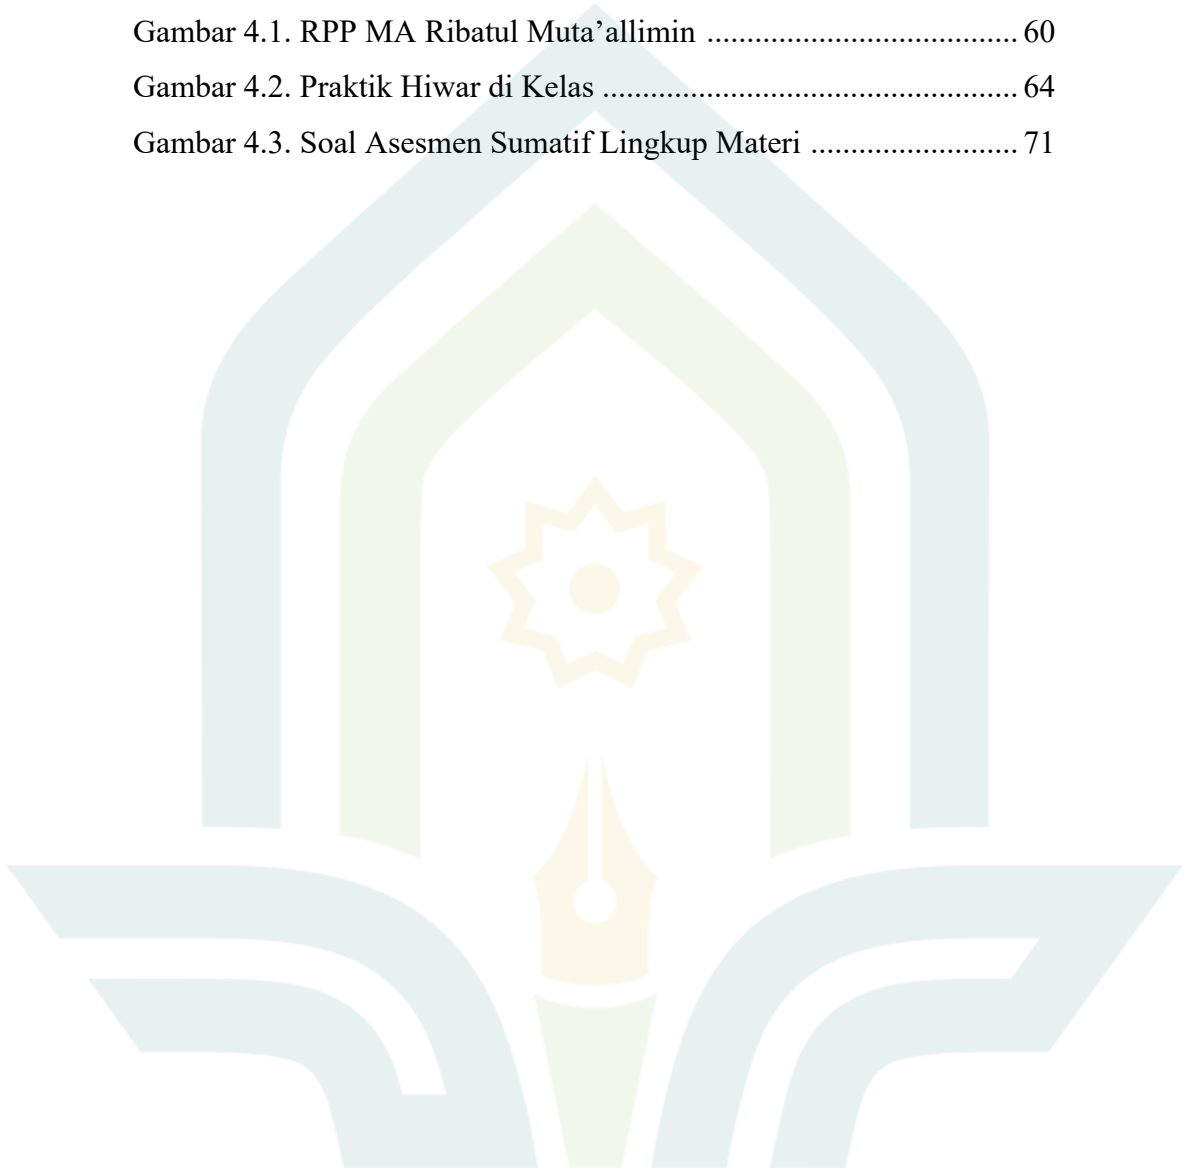 Gambar 4.1. RPP MA Ribatul Muta’allimin ....................................... 60
Gambar 4.2. Praktik Hiwar di Kelas .................................................... 64
Gambar 4.3. Soal Asesmen Sumatif Lingkup Materi .......................... 71